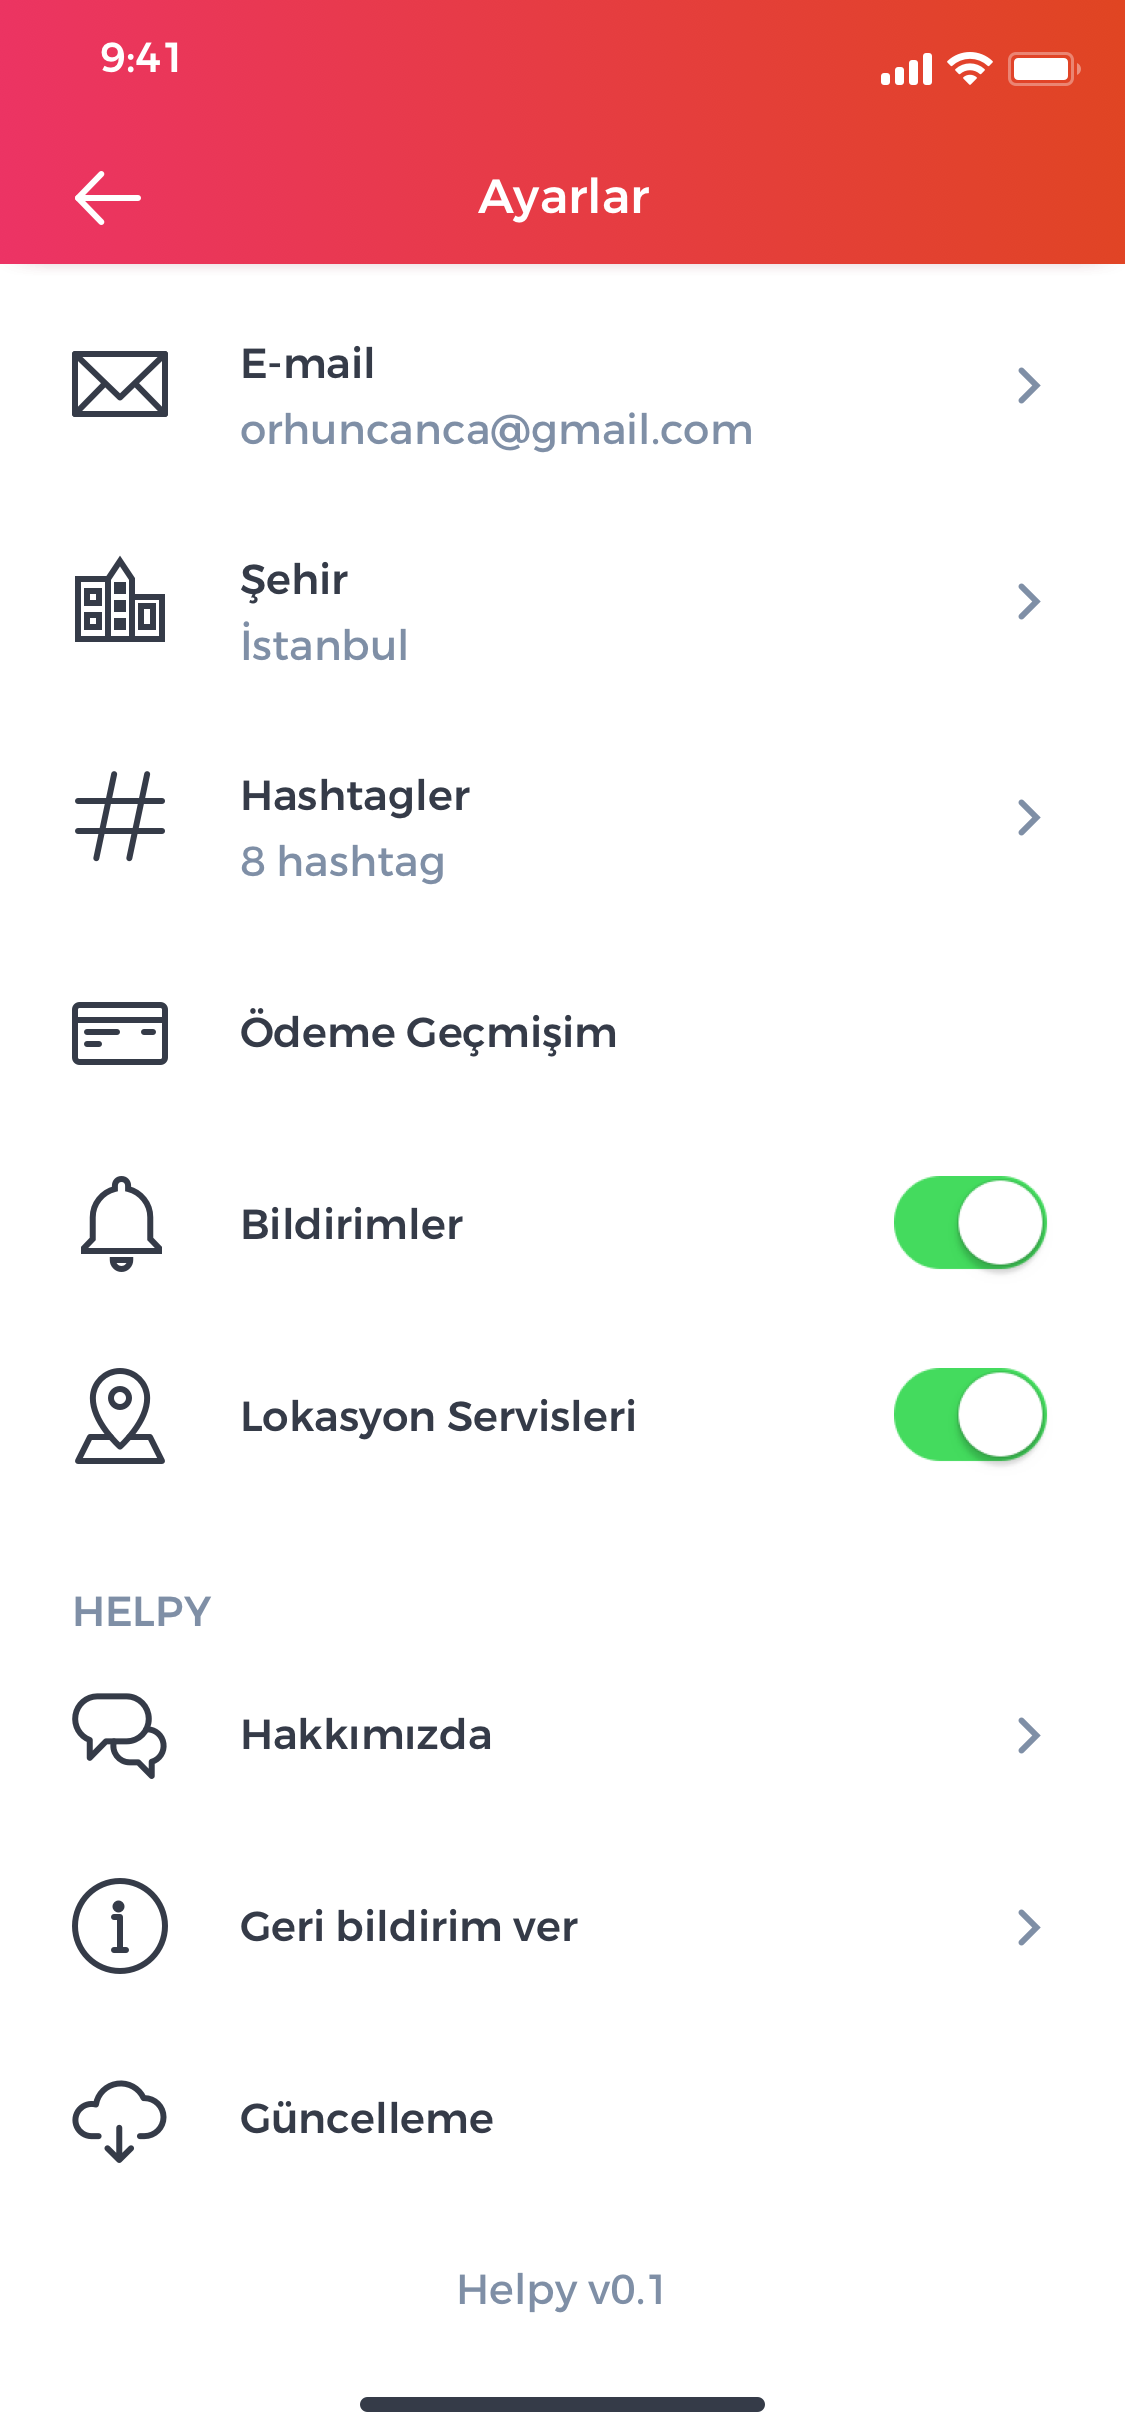 9:41
Ayarlar
E-mail
orhuncanca@gmail.com
Şehir
İstanbul
Hashtagler
8 hashtag
Ödeme Geçmişim
Bildirimler
Lokasyon Servisleri
HELPY
Hakkımızda
Geri bildirim ver
Güncelleme
Helpy v0.1